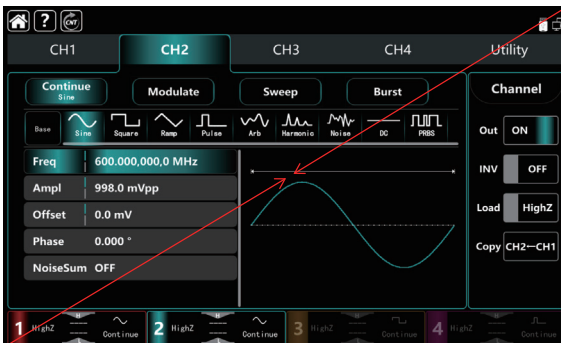 ? CNT
CH1 CH2 CH3 CH4 Utility
Continue Sine Modulate Sweep Burst Channel
Base Sine Square Ramp Pulse Arb Harmonic Noise DC PRBS
Out ON
Freq 600.000,000,0 MHz
INV OFF
Ampl 998.0 mVpp
Load HighZ
Offset 0.0 mV
Phase 0.000 °
Copy CH2←CH1
NoiseSum OFF
1 HighZ Continue 2 HighZ Continue 3 HighZ Continue 4 HighZ Continue